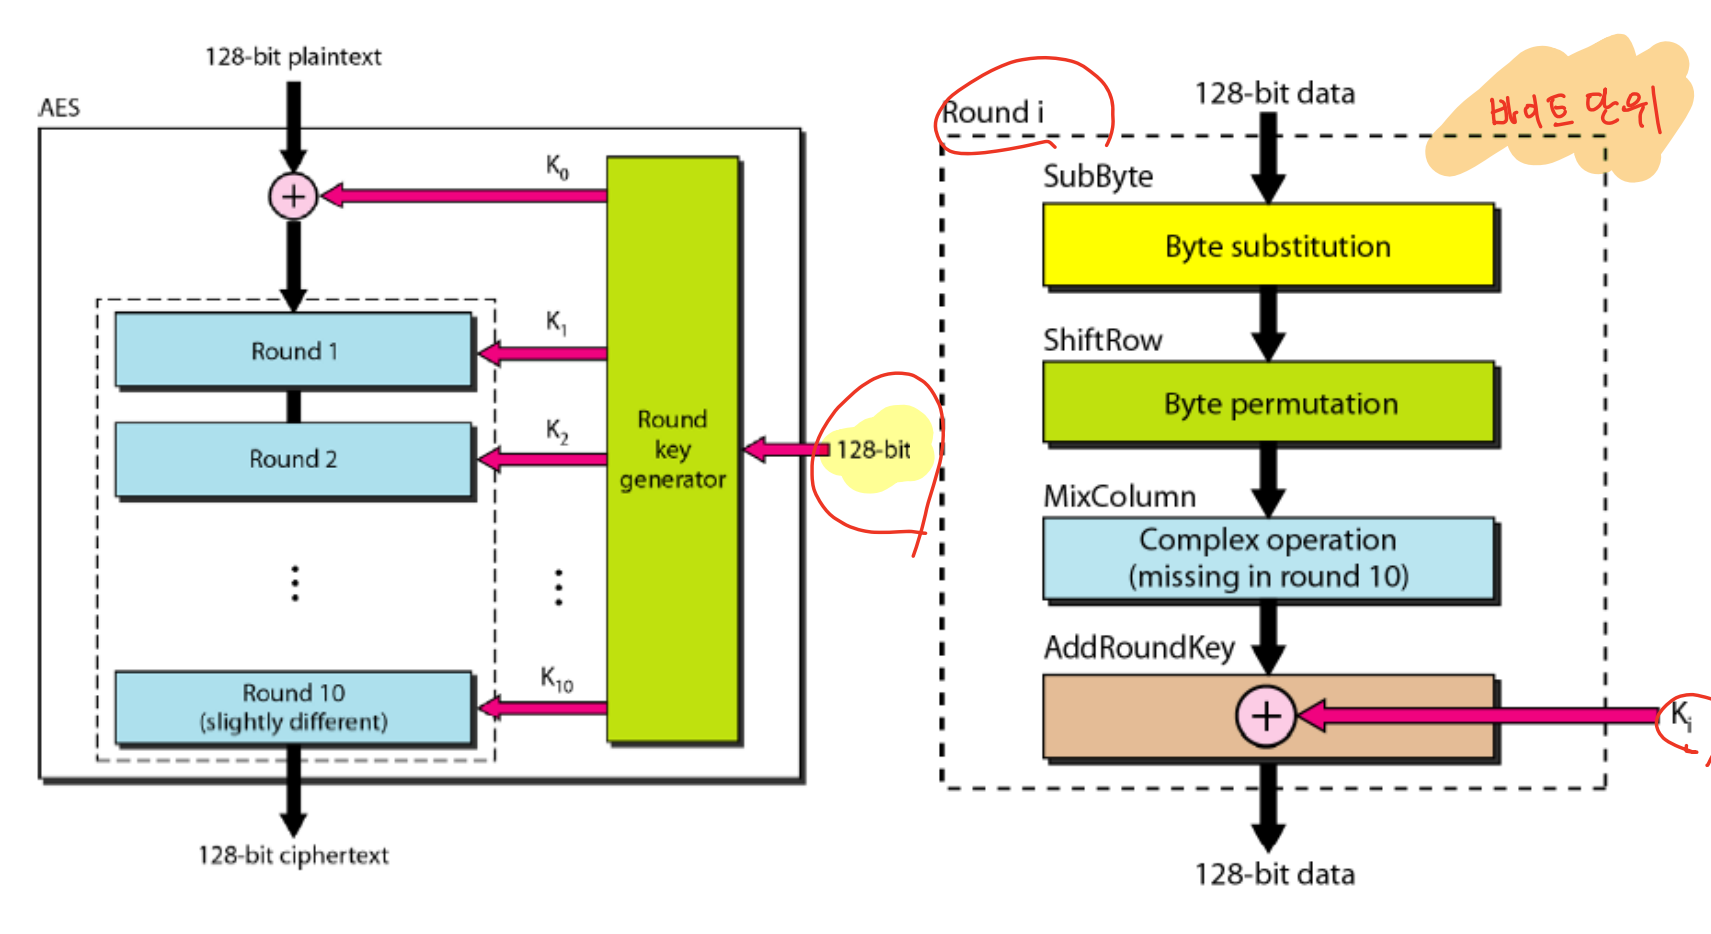 128-bit plaintext
AES
K0
Round 1
K1
Round 2
K2
Round
key
generator
128-bit
Round 10
(slightly different)
K10
128-bit ciphertext
Round i
128-bit data
바이트 단위
SubByte
Byte substitution
ShiftRow
Byte permutation
MixColumn
Complex operation
(missing in round 10)
AddRoundKey
Ki
128-bit data